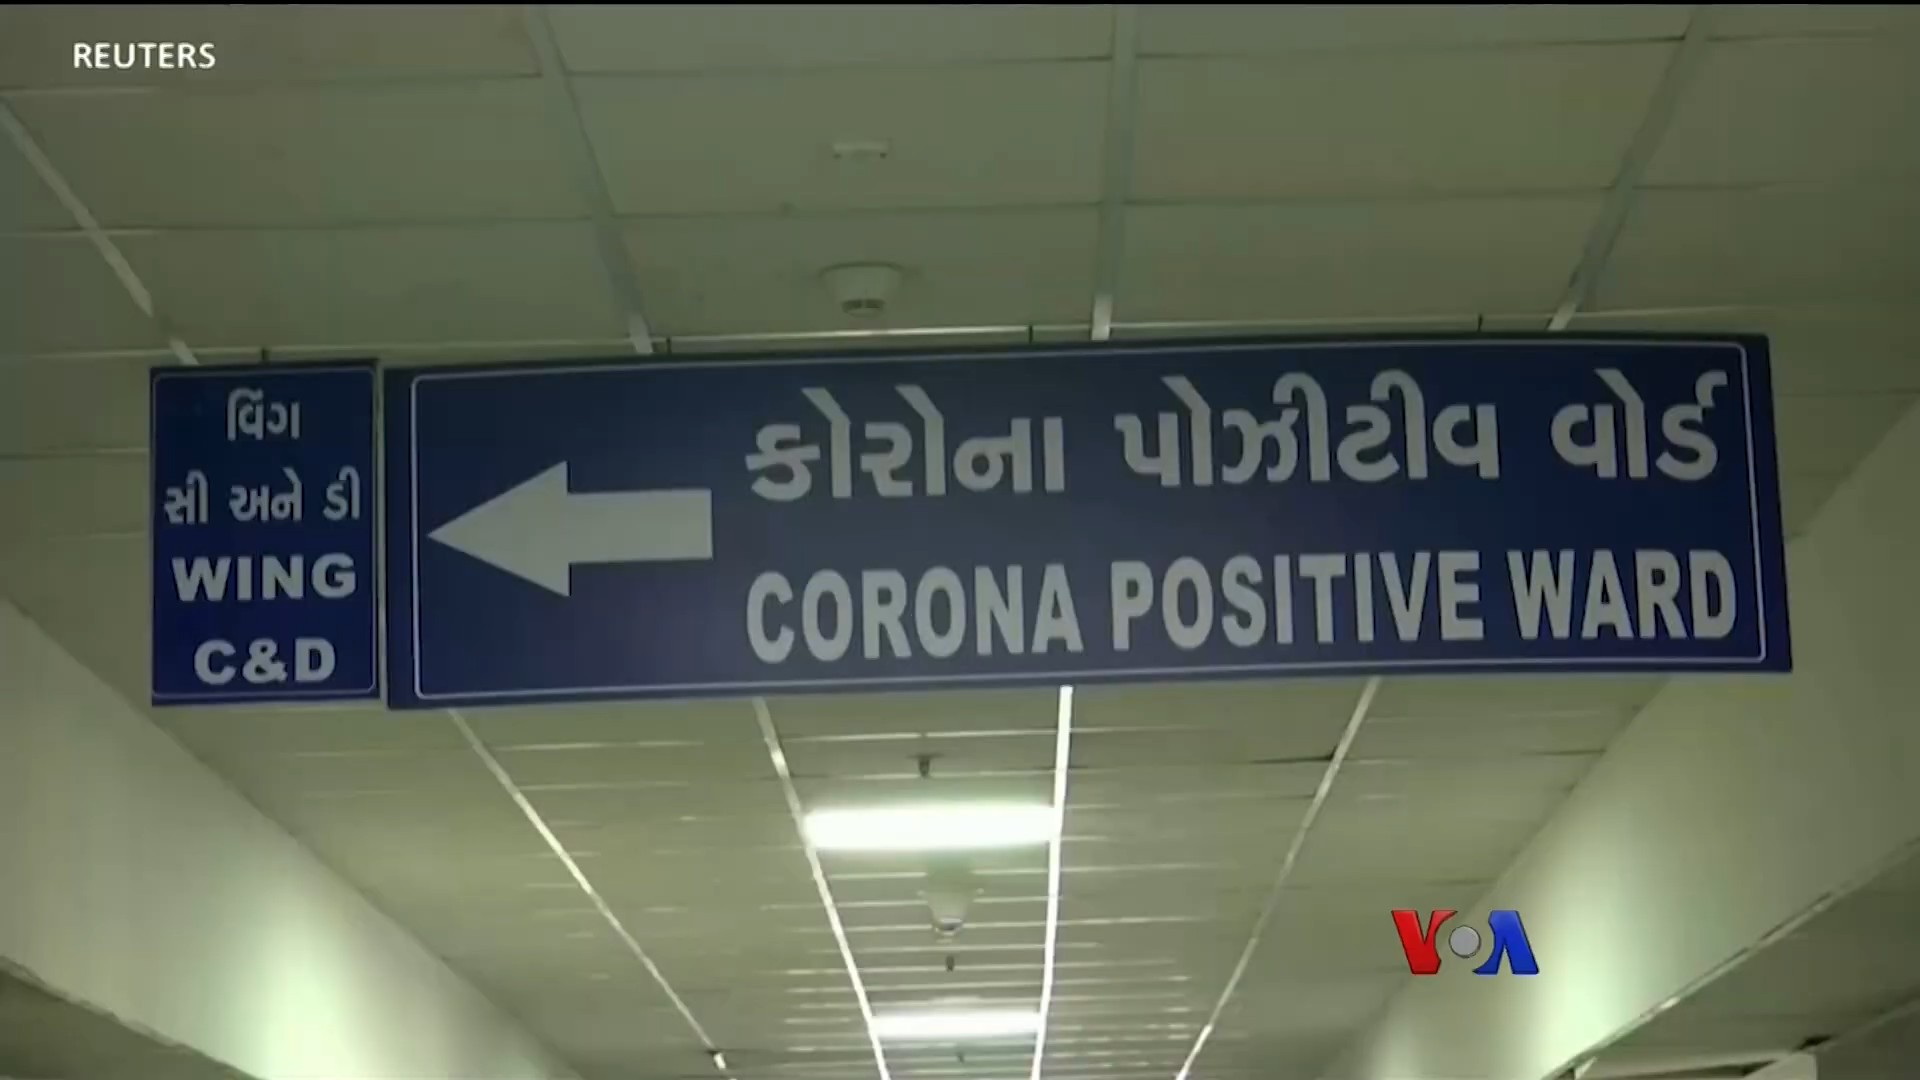 REUTERS
વિંગ
સી અને ડી
WING
C&D
કોરોના પોઝીટીવ વોર્ડ
CORONA POSITIVE WARD
VOA